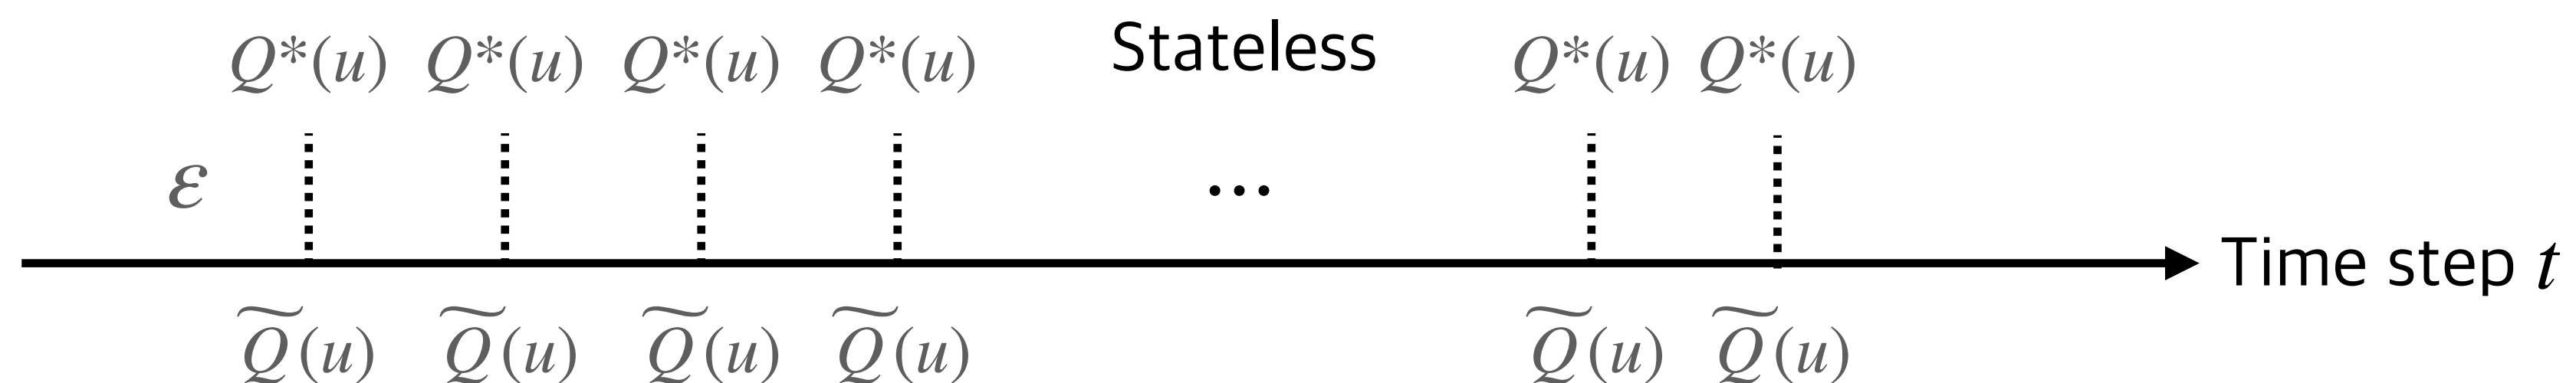 Q*(u) Q*(u) Q*(u) Q*(u) Stateless Q*(u) Q*(u)
ε ...
Time step t
Q̃(u) Q̃(u) Q̃(u) Q̃(u) Q̃(u) Q̃(u)